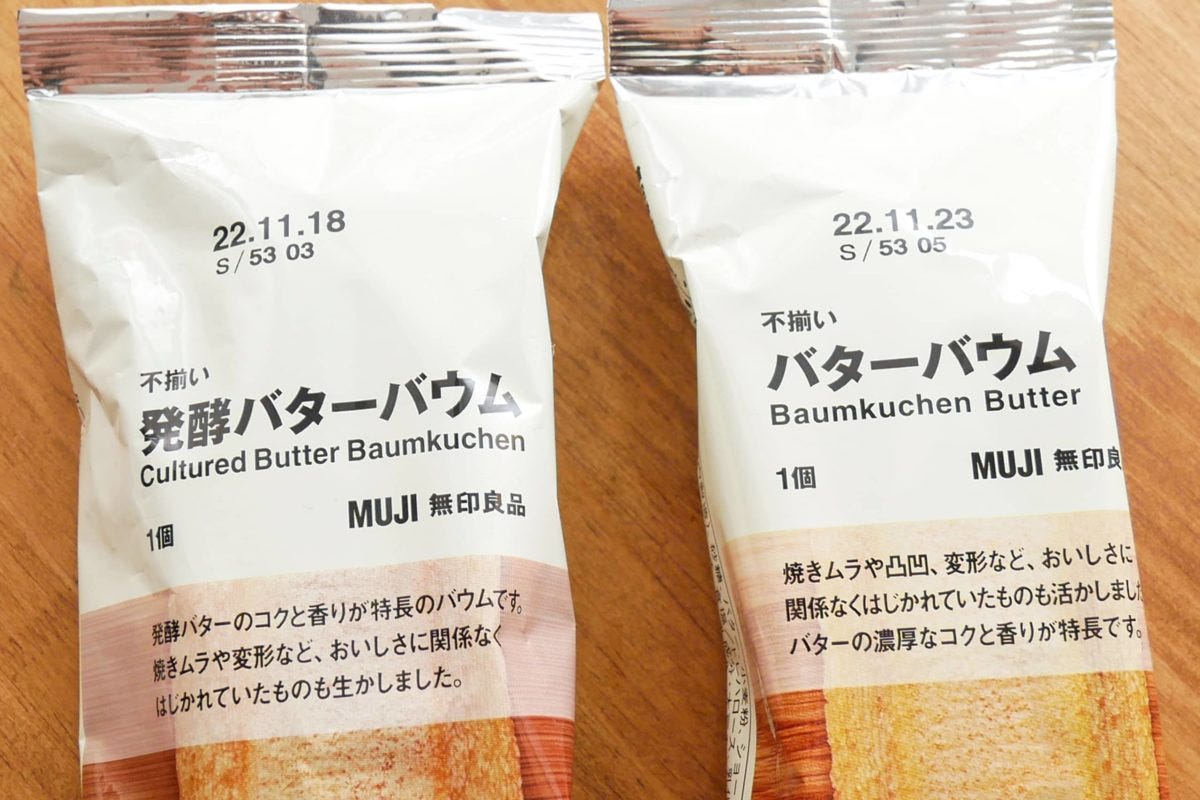 22.11.18
S/53 03
不揃い
発酵バターバウム
Cultured Butter Baumkuchen
1個
MUJI 無印良品
発酵バターのコクと香りが特長のバウムです。
焼きムラや変形など、おいしさに関係なく
はじかれていたものも生かしました。
22.11.23
S/53 05
不揃い
バターバウム
Baumkuchen Butter
1個
MUJI 無印良
焼きムラや凸凹、変形など、おいしさに
関係なくはじかれていたものも活かしました
バターの濃厚なコクと香りが特長です。